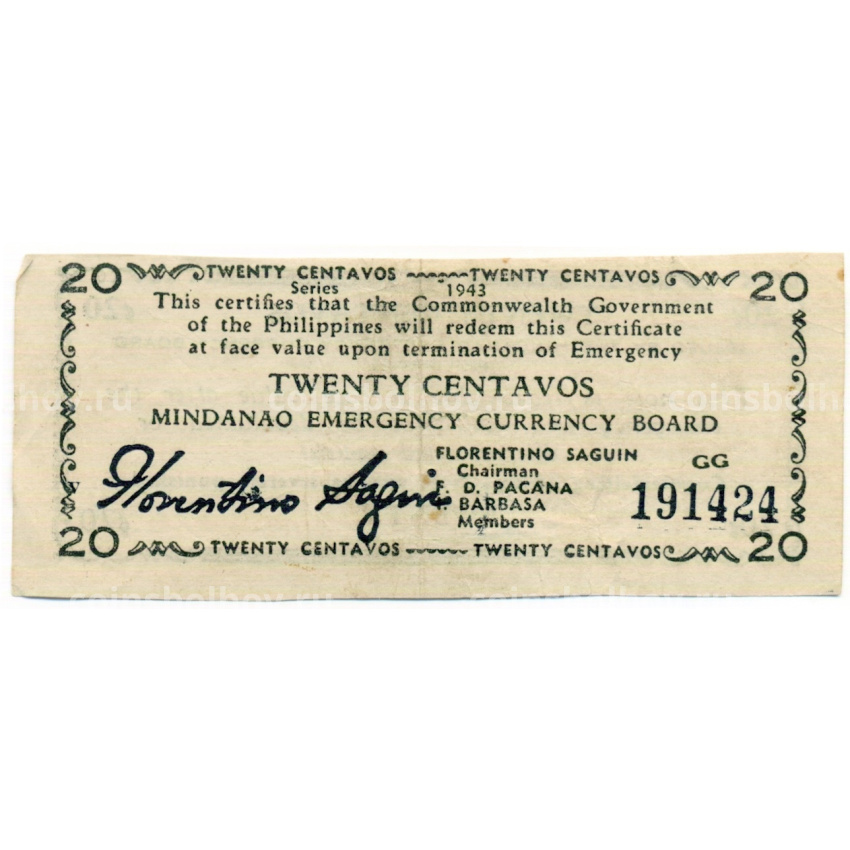 20 TWENTY CENTAVOS TWENTY CENTAVOS 20
Series 1943
This certifies that the Commonwealth Government
of the Philippines will redeem this Certificate
at face value upon termination of Emergency
TWENTY CENTAVOS
MINDANAO EMERGENCY CURRENCY BOARD
Florentino Saguin
FLORENTINO SAGUIN
Chairman
F. D. PACANA
BARBASA
Members
GG
191424
20 TWENTY CENTAVOS TWENTY CENTAVOS 20
coinsbolhov.ru